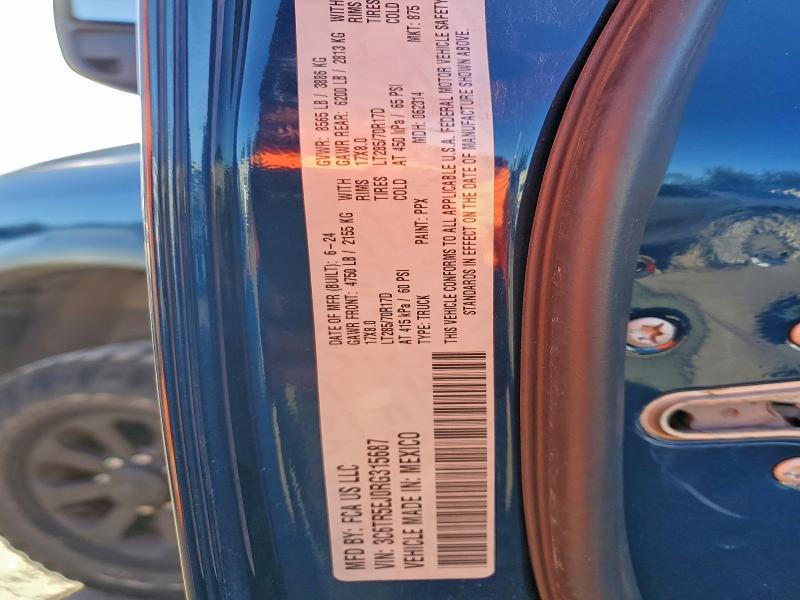 MFD BY: FCA US LLC
VIN: 3C6TR5EJ0RG315687
VEHICLE MADE IN: MEXICO
DATE OF MFR (BUILT): 6-24 GVWR: 8565 LB / 3886 KG
GAWR FRONT: 4750 LB / 2155 KG WITH GAWR REAR: 6200 LB / 2813 KG WITH
17X8.0 RIMS 17X8.0 RIMS
LT285/70R17D TIRES LT285/70R17D TIRES
AT 415 kPa / 60 PSI COLD AT 450 kPa / 65 PSI COLD
TYPE: TRUCK PAINT: PPX MDH: 062314 MKT: 875
THIS VEHICLE CONFORMS TO ALL APPLICABLE U.S.A. FEDERAL MOTOR VEHICLE SAFETY
STANDARDS IN EFFECT ON THE DATE OF MANUFACTURE SHOWN ABOVE.